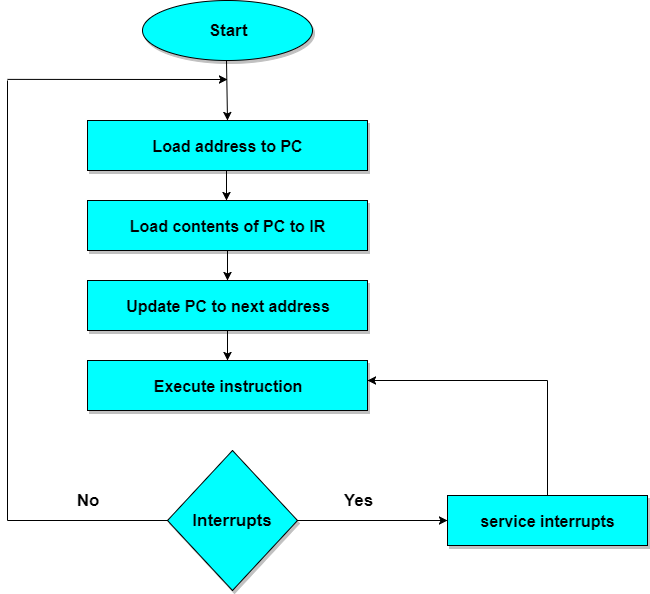 Start
Load address to PC
Load contents of PC to IR
Update PC to next address
Execute instruction
No
Interrupts
Yes
service interrupts